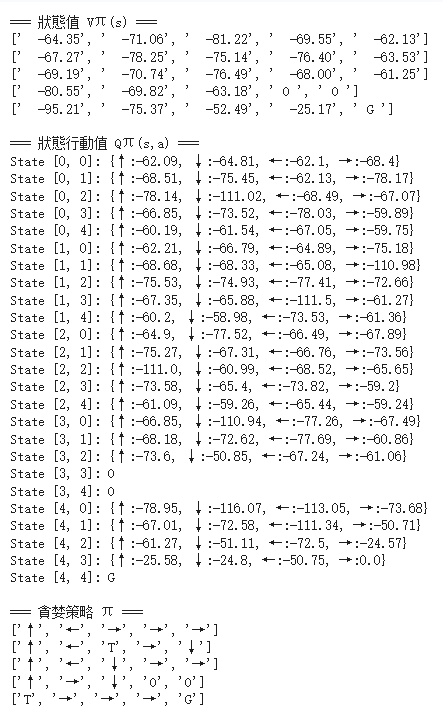 === 狀態值 Vπ(s) ===
['  -64.35', '  -71.06', '  -81.22', '  -69.55', '  -62.13']
['  -67.27', '  -78.25', '  -75.14', '  -76.40', '  -63.53']
['  -69.19', '  -70.74', '  -76.49', '  -68.00', '  -61.25']
['  -80.55', '  -69.82', '  -63.18', '  O ', '  O ']
['  -95.21', '  -75.37', '  -52.49', '  -25.17', '  G ']
=== 狀態行動值 Qπ(s,a) ===
State [0, 0]: {↑:-62.09, ↓:-64.81, ←:-62.1, →:-68.4}
State [0, 1]: {↑:-68.51, ↓:-75.45, ←:-62.13, →:-78.17}
State [0, 2]: {↑:-78.14, ↓:-111.02, ←:-68.49, →:-67.07}
State [0, 3]: {↑:-66.85, ↓:-73.52, ←:-78.03, →:-59.89}
State [0, 4]: {↑:-60.19, ↓:-61.54, ←:-67.05, →:-59.75}
State [1, 0]: {↑:-62.21, ↓:-66.79, ←:-64.89, →:-75.18}
State [1, 1]: {↑:-68.68, ↓:-68.33, ←:-65.08, →:-110.98}
State [1, 2]: {↑:-75.53, ↓:-74.93, ←:-77.41, →:-72.66}
State [1, 3]: {↑:-67.35, ↓:-65.88, ←:-111.5, →:-61.27}
State [1, 4]: {↑:-60.2, ↓:-58.98, ←:-73.53, →:-61.36}
State [2, 0]: {↑:-64.9, ↓:-77.52, ←:-66.49, →:-67.89}
State [2, 1]: {↑:-75.27, ↓:-67.31, ←:-66.76, →:-73.56}
State [2, 2]: {↑:-111.0, ↓:-60.99, ←:-68.52, →:-65.65}
State [2, 3]: {↑:-73.58, ↓:-65.4, ←:-73.82, →:-59.2}
State [2, 4]: {↑:-61.09, ↓:-59.26, ←:-65.44, →:-59.24}
State [3, 0]: {↑:-66.85, ↓:-110.94, ←:-77.26, →:-67.49}
State [3, 1]: {↑:-68.18, ↓:-72.62, ←:-77.69, →:-60.86}
State [3, 2]: {↑:-73.6, ↓:-50.85, ←:-67.24, →:-61.06}
State [3, 3]: O
State [3, 4]: O
State [4, 0]: {↑:-78.95, ↓:-116.07, ←:-113.05, →:-73.68}
State [4, 1]: {↑:-67.01, ↓:-72.58, ←:-111.34, →:-50.71}
State [4, 2]: {↑:-61.27, ↓:-51.11, ←:-72.5, →:-24.57}
State [4, 3]: {↑:-25.58, ↓:-24.8, ←:-50.75, →:0.0}
State [4, 4]: G
=== 貪婪策略 π ===
['↑', '←', '→', '→', '→']
['↑', '←', 'T', '→', '↓']
['↑', '←', '↓', '→', '→']
['↑', '→', '↓', 'O', 'O']
['T', '→', '→', '→', 'G']